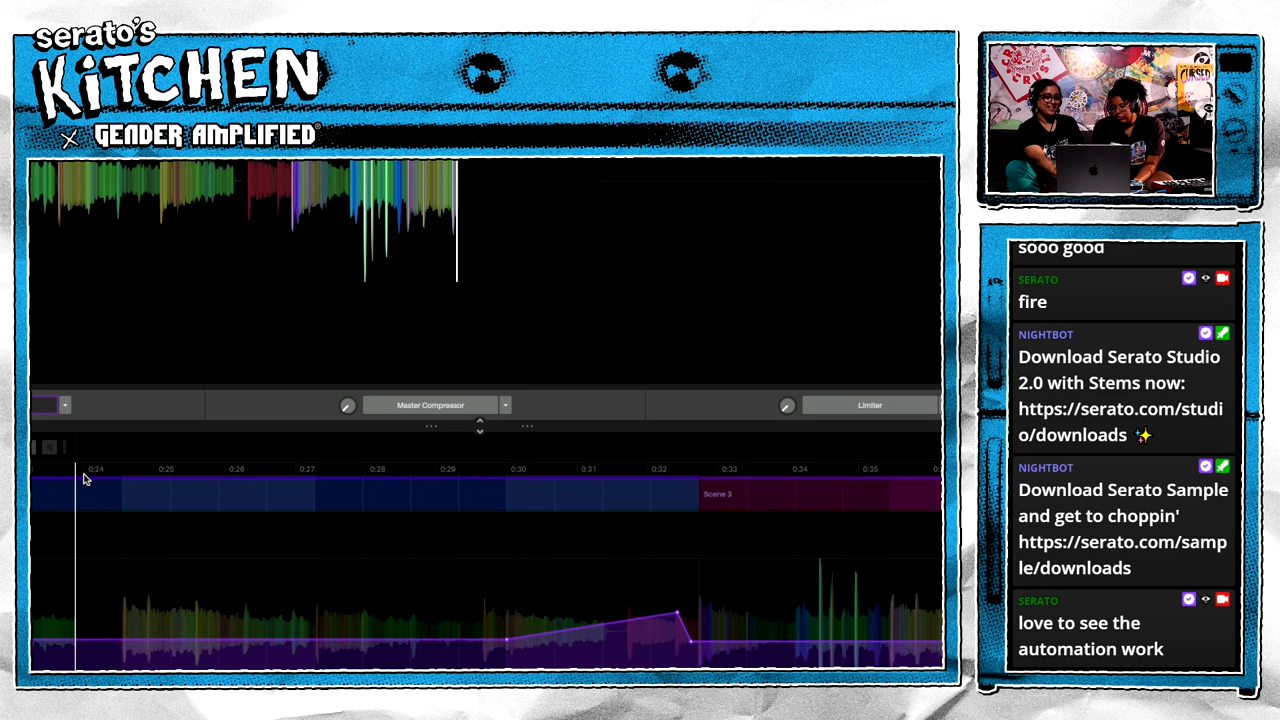 serato's
KiTCHEN
X GENDER AMPLIFIED
CURSED
Master Compressor
Limiter
0:24 0:25 0:26 0:27 0:28 0:29 0:30 0:31 0:32 0:33 0:34 0:35
Scene 3
sooo good
SERATO
fire
NIGHTBOT
Download Serato Studio
2.0 with Stems now:
https://serato.com/studi
o/downloads ✨
NIGHTBOT
Download Serato Sample
and get to choppin'
https://serato.com/samp
le/downloads
SERATO
love to see the
automation work